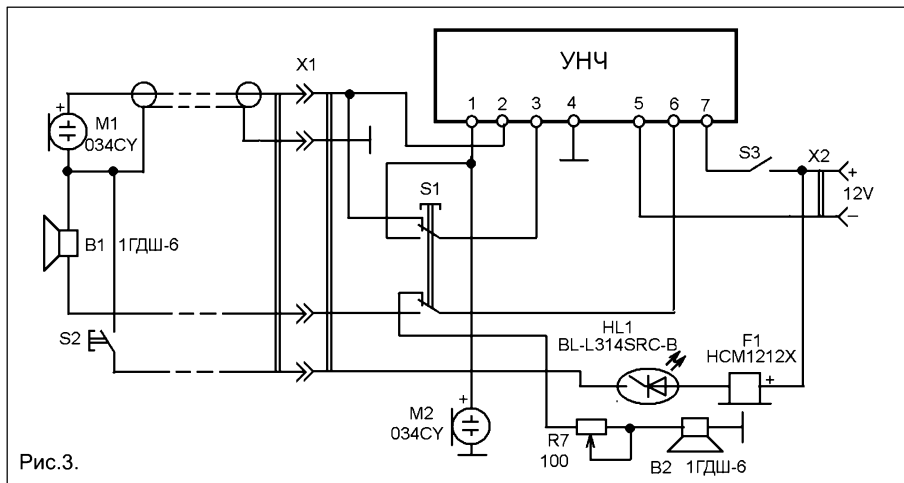 УНЧ
X1
1 2 3 4 5 6 7
+
M1
034CY
S3
X2
+
12V
–
S1
B1 1ГДШ-6
S2
HL1
BL-L314SRC-B
F1
HCM1212X
+
+
M2
034CY
R7
100
B2 1ГДШ-6
Рис.3.